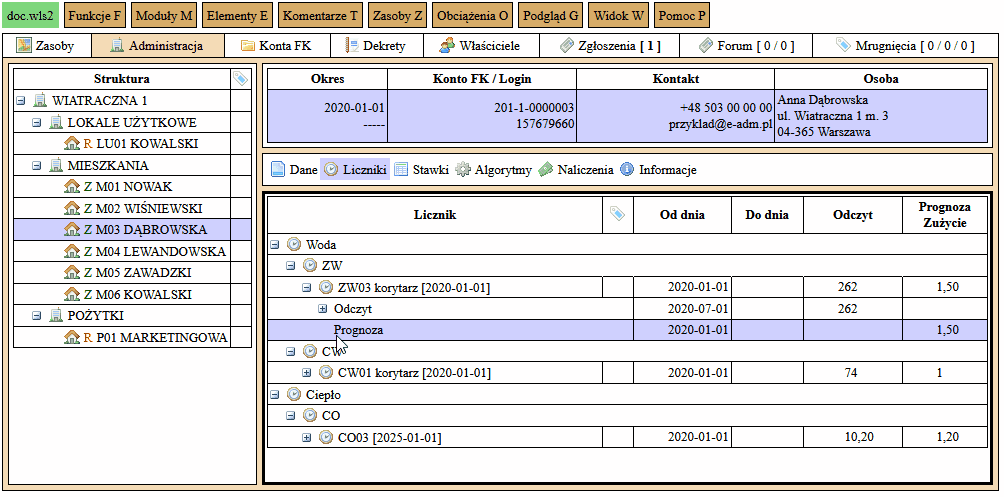 doc.wls2 Funkcje F Moduły M Elementy E Komentarze T Zasoby Z Obciążenia O Podgląd G Widok W Pomoc P
Zasoby Administracja Konta FK Dekrety Właściciele Zgłoszenia [ 1 ] Forum [ 0 / 0 ] Mrugnięcia [ 0 / 0 / 0 ]
Struktura
WIATRACZNA 1
LOKALE UŻYTKOWE
R LU01 KOWALSKI
MIESZKANIA
Z M01 NOWAK
Z M02 WIŚNIEWSKI
Z M03 DĄBROWSKA
Z M04 LEWANDOWSKA
Z M05 ZAWADZKI
Z M06 KOWALSKI
POŻYTKI
R P01 MARKETINGOWA
Okres Konto FK / Login Kontakt Osoba
2020-01-01 201-1-0000003 +48 503 00 00 00 Anna Dąbrowska
----- 157679660 przyklad@e-adm.pl ul. Wiatraczna 1 m. 3
04-365 Warszawa
Dane Liczniki Stawki Algorytmy Naliczenia Informacje
Licznik Od dnia Do dnia Odczyt Prognoza
Zużycie
Woda
ZW
ZW03 korytarz [2020-01-01] 2020-01-01 262 1,50
Odczyt 2020-07-01 262
Prognoza 2020-01-01 1,50
CW
CW01 korytarz [2020-01-01] 2020-01-01 74 1
Ciepło
CO
CO03 [2025-01-01] 2020-01-01 10,20 1,20